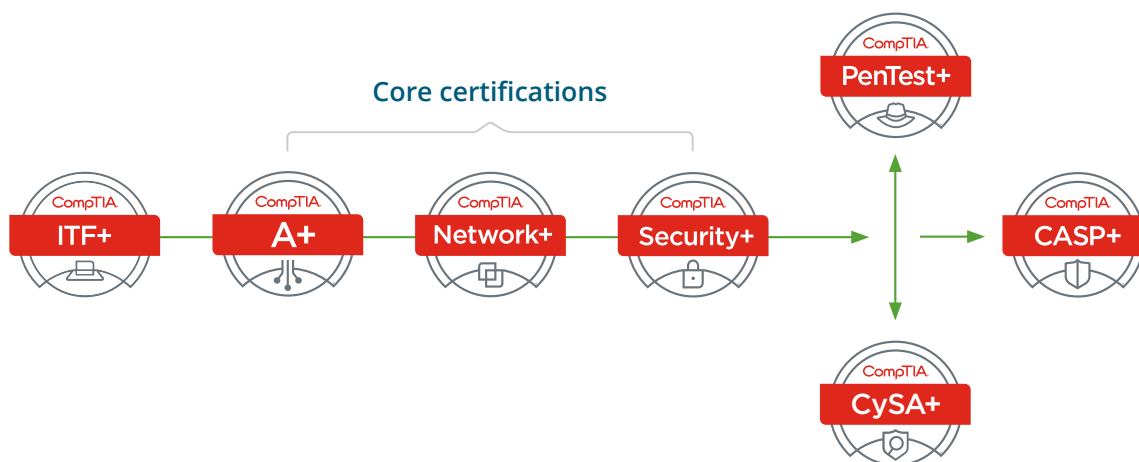 CompTIA.
PenTest+
Core certifications
CompTIA.
ITF+
CompTIA.
A+
CompTIA.
Network+
CompTIA.
Security+
CompTIA.
CASP+
CompTIA.
CySA+